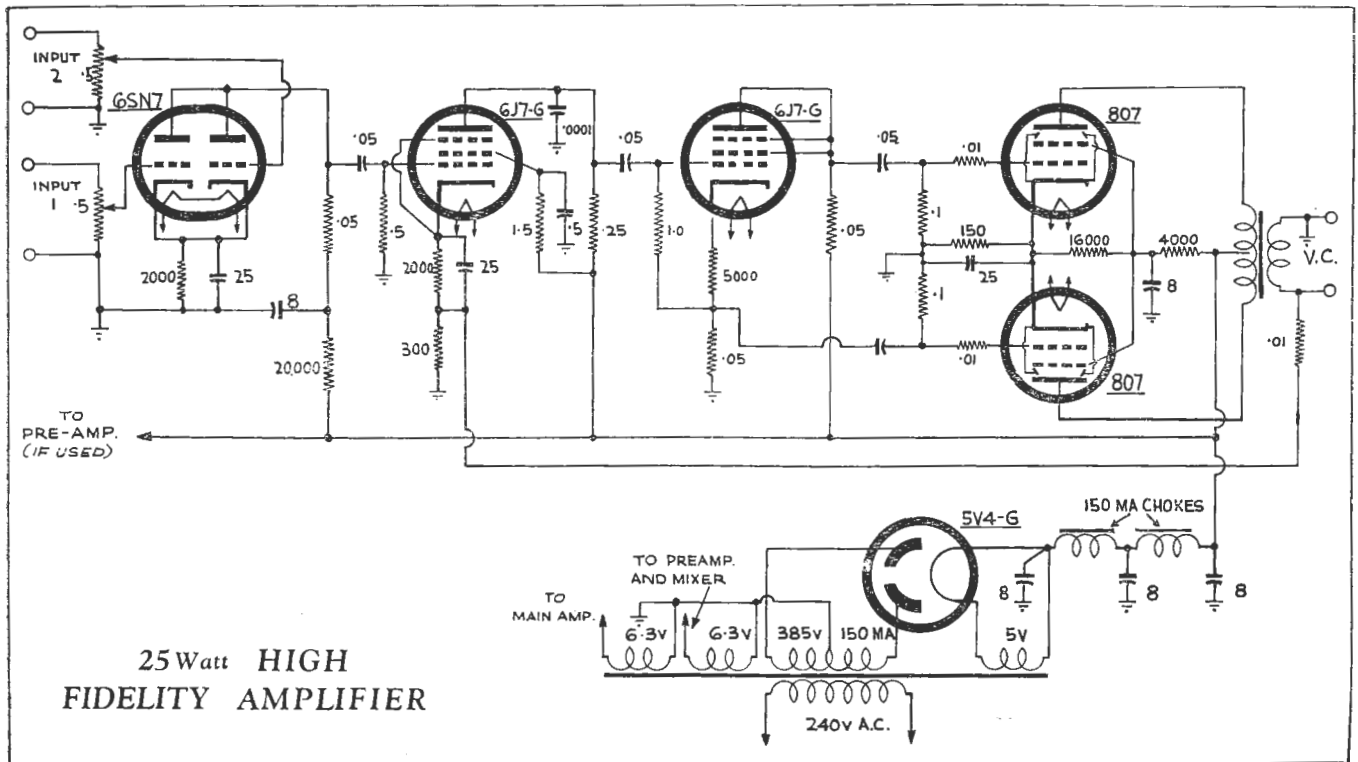 INPUT
2
.5
6SN7
INPUT
1
.5
2000
25
8
.05
20,000
.05
.5
6J7-G
.0001
2000
25
300
1.5
.5
.25
.05
1.0
6J7-G
5000
.05
.05
.05
.01
.1
150
25
.1
.01
807
16000
4000
8
807
V.C.
.01
TO
PRE-AMP.
(IF USED)
5V4-G
150 MA CHOKES
8
8
8
TO PREAMP.
AND MIXER
TO
MAIN AMP.
6.3V
6.3V
385V
150 MA
5V
240V A.C.
25 Watt HIGH
FIDELITY AMPLIFIER